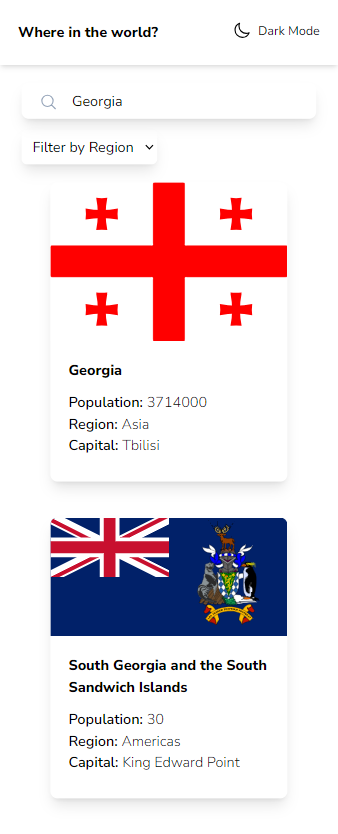 Where in the world?
Dark Mode
Georgia
Filter by Region
Georgia
Population: 3714000
Region: Asia
Capital: Tbilisi
South Georgia and the South
Sandwich Islands
Population: 30
Region: Americas
Capital: King Edward Point